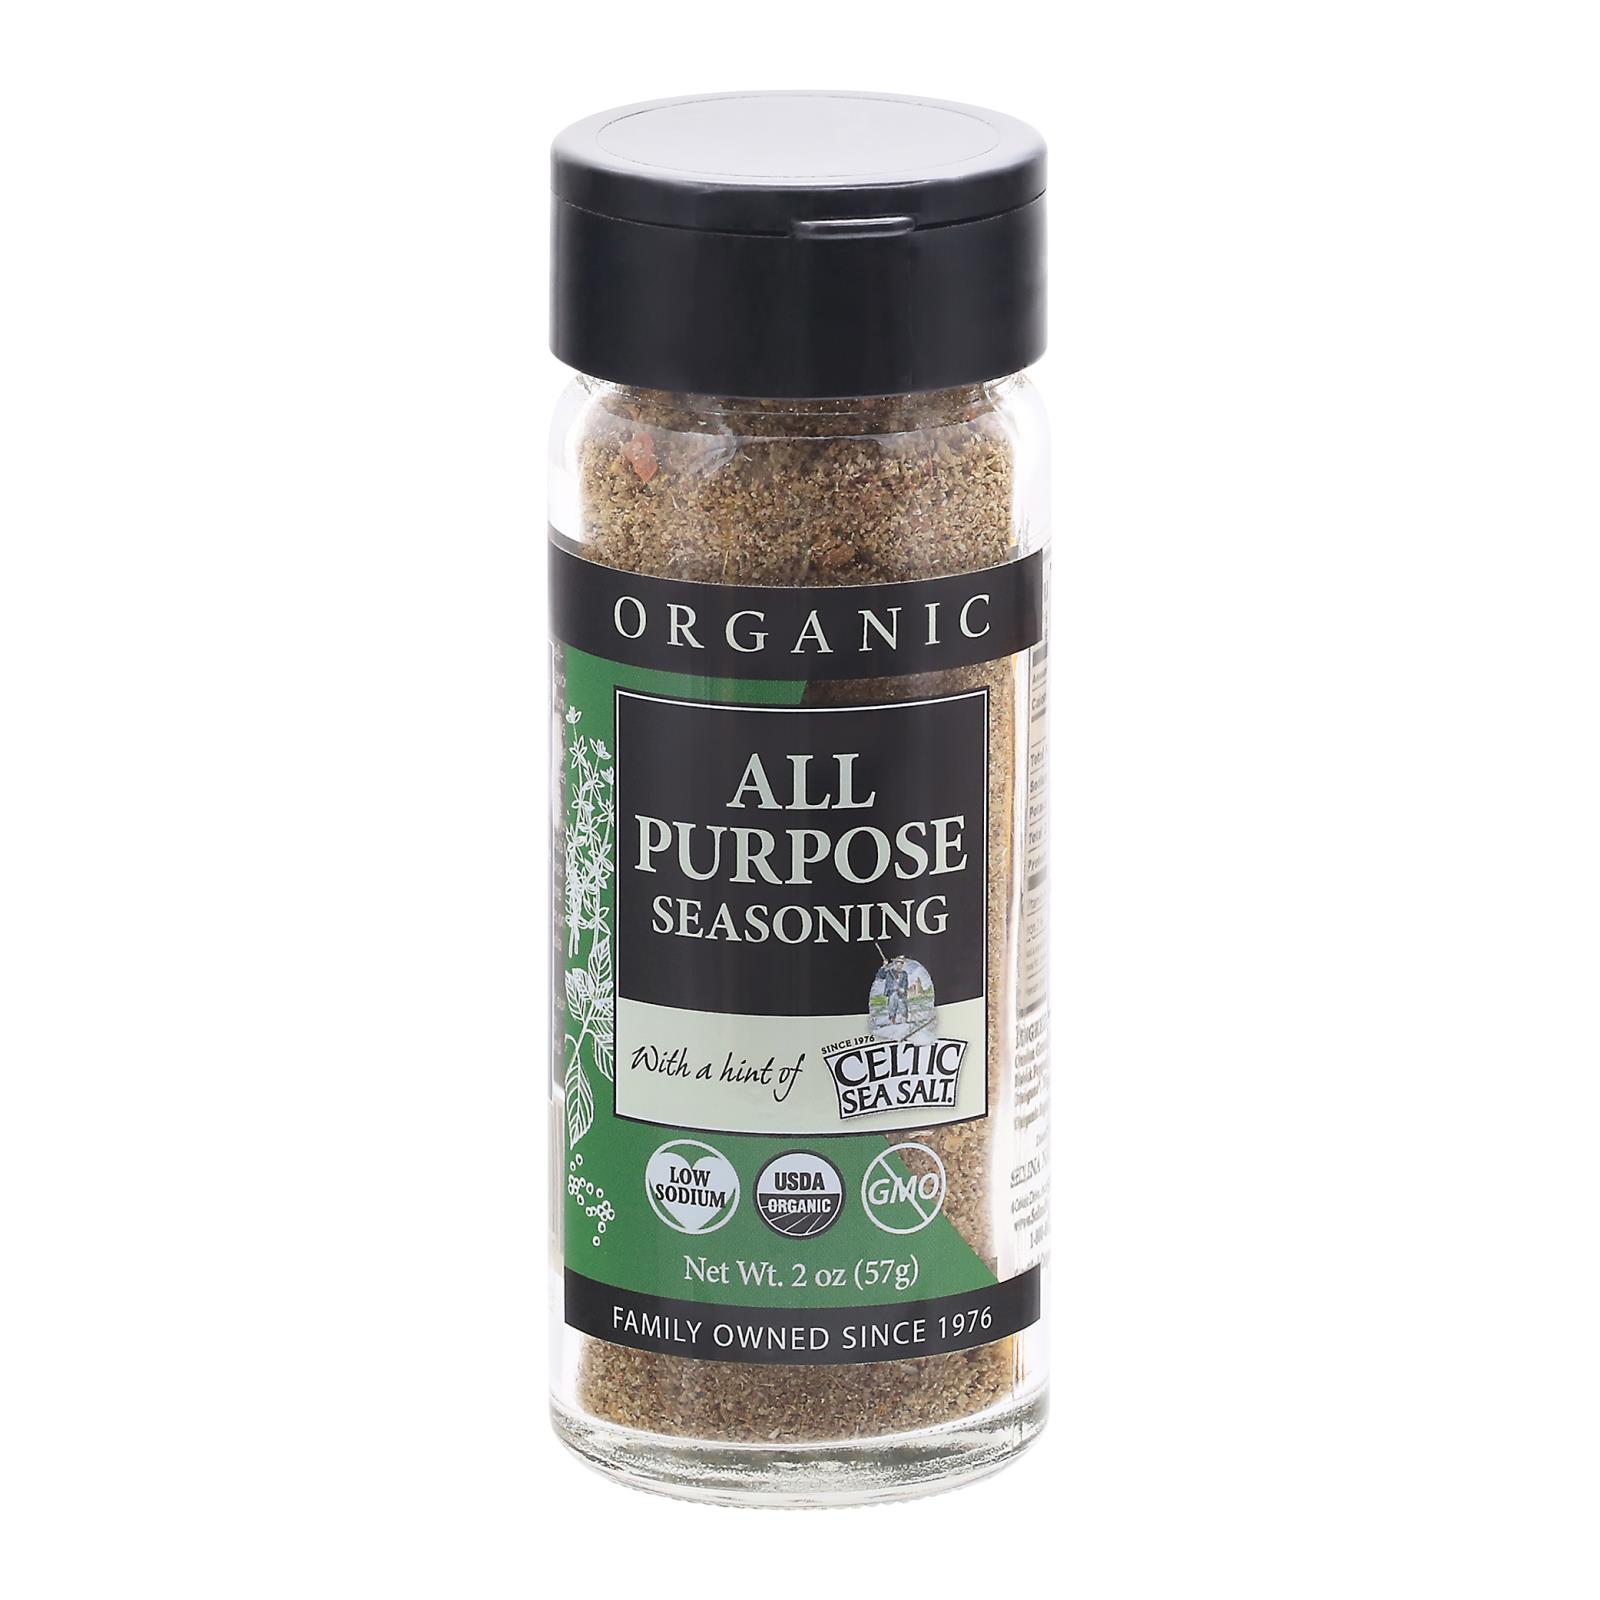 ORGANIC
ALL
PURPOSE
SEASONING
With a hint of
SINCE 1976
CELTIC
SEA SALT.
LOW
SODIUM
USDA
ORGANIC
GMO
Net Wt. 2 oz (57g)
FAMILY OWNED SINCE 1976